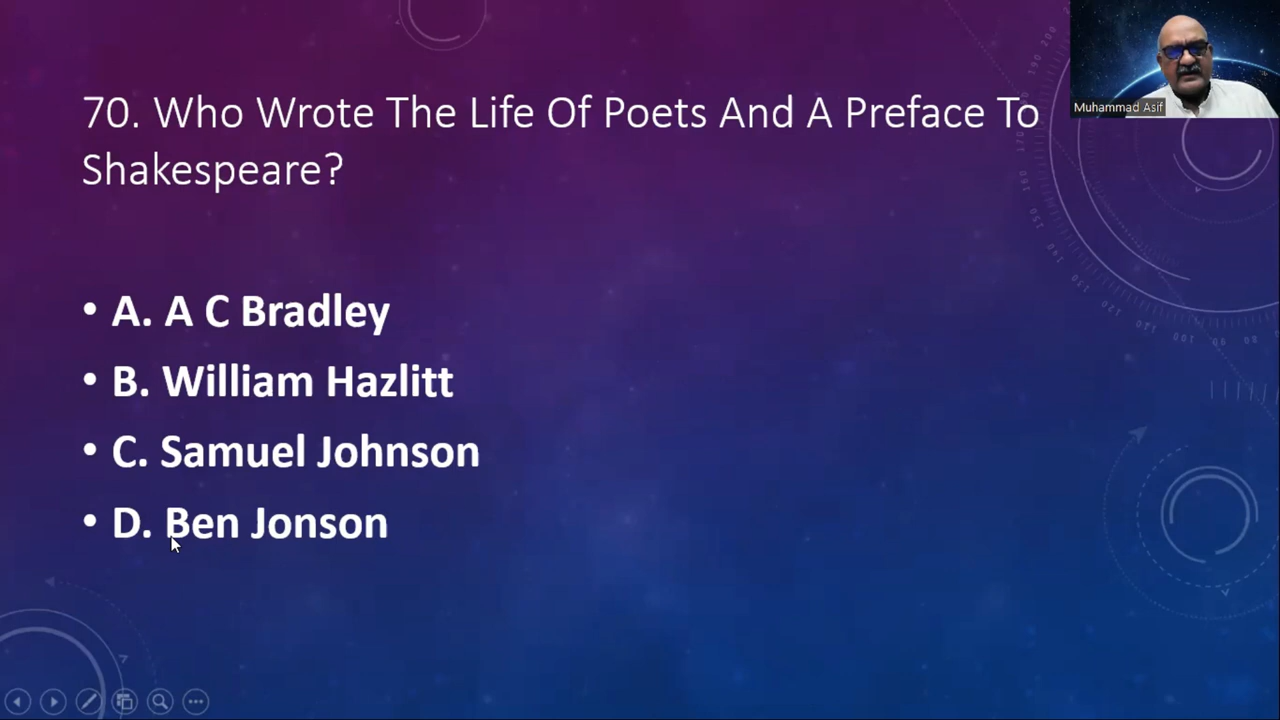 70. Who Wrote The Life Of Poets And A Preface To
Shakespeare?
• A. A C Bradley
• B. William Hazlitt
• C. Samuel Johnson
• D. Ben Jonson
Muhammad Asif